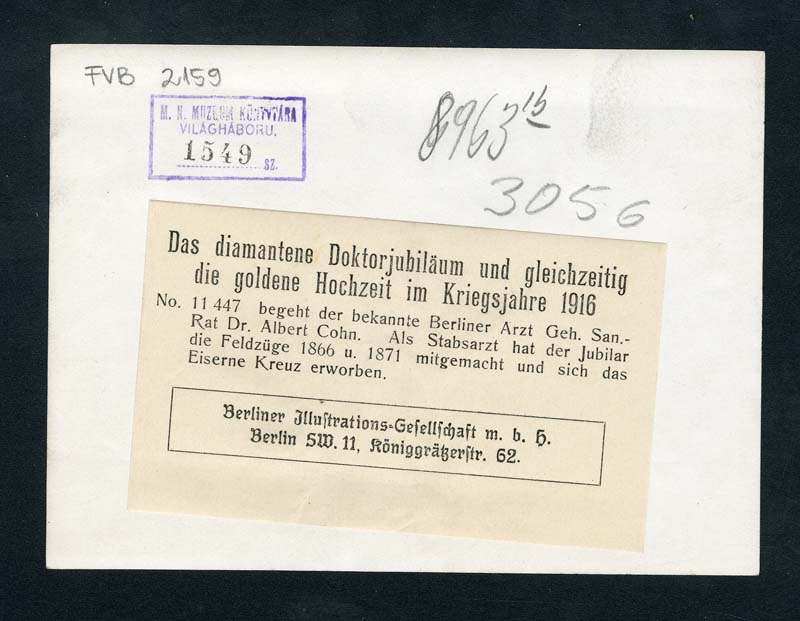 FVB 2159
M. N. MUZEUM KÖNYVTÁRA
VILÁGHÁBORU.
1549 SZ.
8963 1b
3056
Das diamantene Doktorjubiläum und gleichzeitig
die goldene Hochzeit im Kriegsjahre 1916
No. 11 447 begeht der bekannte Berliner Arzt Geh. San.-
Rat Dr. Albert Cohn. Als Stabsarzt hat der Jubilar
die Feldzüge 1866 u. 1871 mitgemacht und sich das
Eiserne Kreuz erworben.
Berliner Illuſtrations-Geſellſchaft m. b. H.
Berlin SW. 11, Königgrätzerſtr. 62.